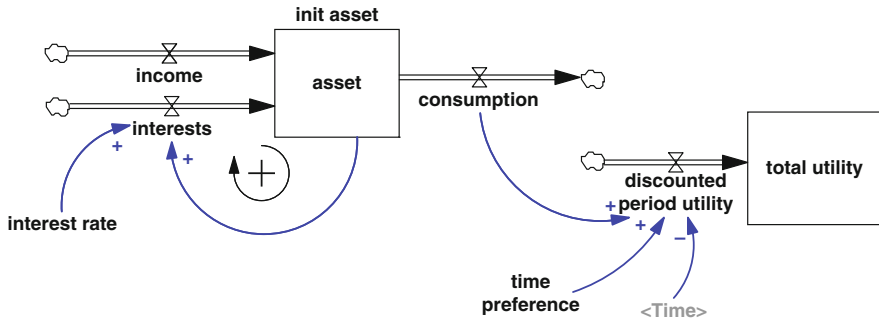 init asset
income
asset
consumption
interests
+
+
+
total utility
discounted
period utility
+
+
−
interest rate
time
preference
<Time>